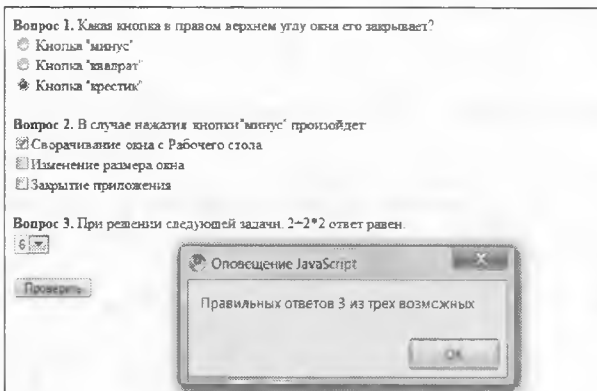 Вопрос 1. Какая кнопка в правом верхнем углу окна его закрывает?
Кнопка "минус"
Кнопка "квадрат"
Кнопка "крестик"
Вопрос 2. В случае нажатия кнопки "минус" произойдет
Сворачивание окна с Рабочего стола
Изменение размера окна
Закрытие приложения
Вопрос 3. При решении следующей задачи. 2+2*2 ответ равен.
6
Проверить
Оповещение JavaScript
Правильных ответов 3 из трех возможных
OK